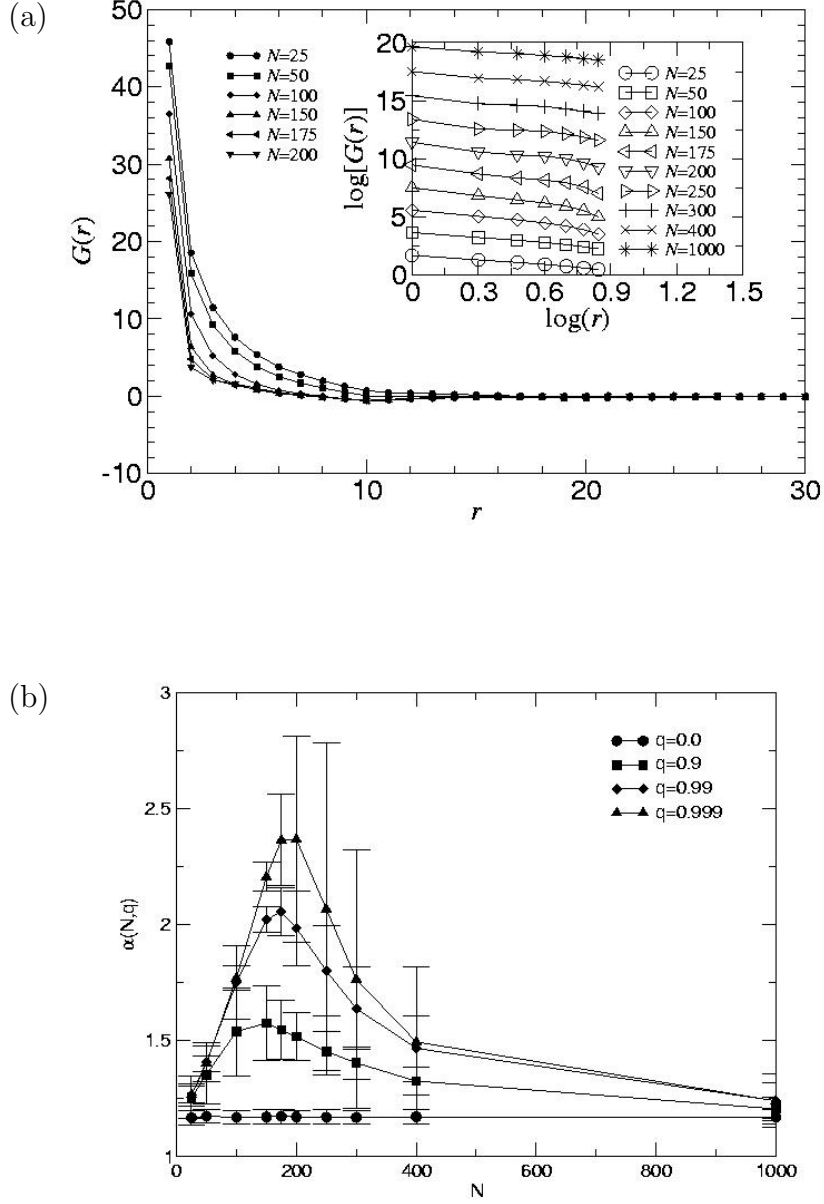 (a)
50
40
30
20
10
0
-10
G(r)
0
10
20
30
r
N=25
N=50
N=100
N=150
N=175
N=200
20
15
10
5
0
log[G(r)]
0
0.3
0.6
0.9
1.2
1.5
log(r)
N=25
N=50
N=100
N=150
N=175
N=200
N=250
N=300
N=400
N=1000
(b)
3
2.5
2
1.5
1
α(N,q)
0
200
400
600
800
1000
N
q=0.0
q=0.9
q=0.99
q=0.999